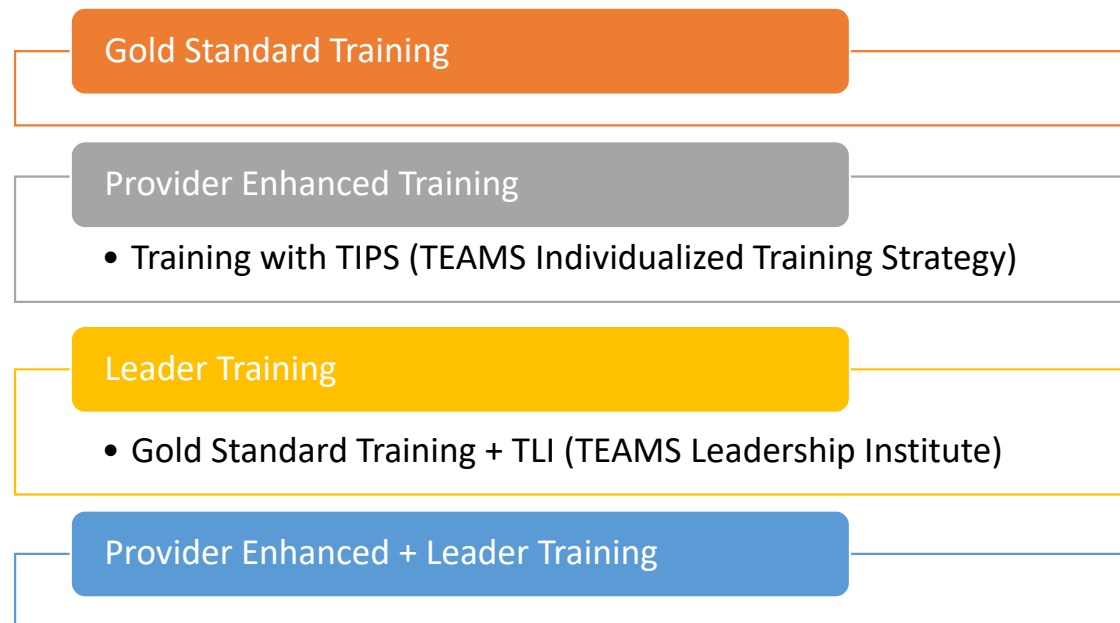 Gold Standard Training
Provider Enhanced Training
• Training with TIPS (TEAMS Individualized Training Strategy)
Leader Training
• Gold Standard Training + TLI (TEAMS Leadership Institute)
Provider Enhanced + Leader Training